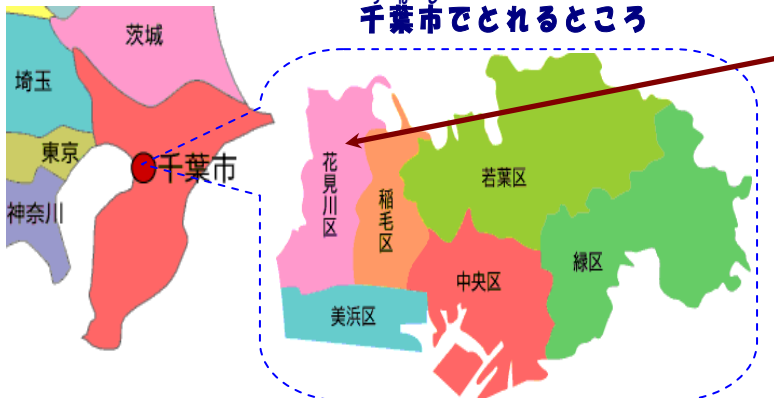 千葉市でとれるところ
茨城
埼玉
東京
千葉市
神奈川
花見川区
稲毛区
若葉区
中央区
緑区
美浜区